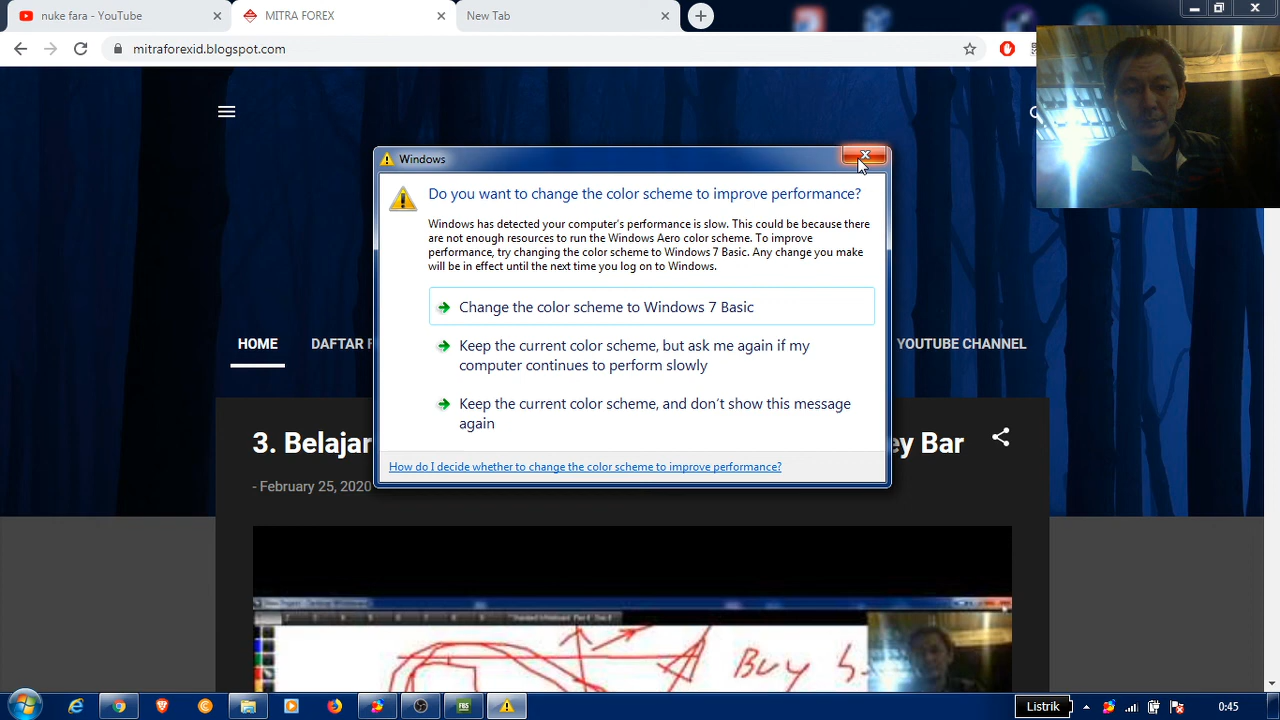 nuke fara - YouTube
MITRA FOREX
New Tab
mitraforexid.blogspot.com
Windows
Do you want to change the color scheme to improve performance?
Windows has detected your computer's performance is slow. This could be because there
are not enough resources to run the Windows Aero color scheme. To improve
performance, try changing the color scheme to Windows 7 Basic. Any change you make
will be in effect until the next time you log on to Windows.
Change the color scheme to Windows 7 Basic
Keep the current color scheme, but ask me again if my
computer continues to perform slowly
Keep the current color scheme, and don't show this message
again
How do I decide whether to change the color scheme to improve performance?
HOME
DAFTAR F
YOUTUBE CHANNEL
3. Belajar
ey Bar
- February 25, 2020
Buy
FBS
Listrik
0:45